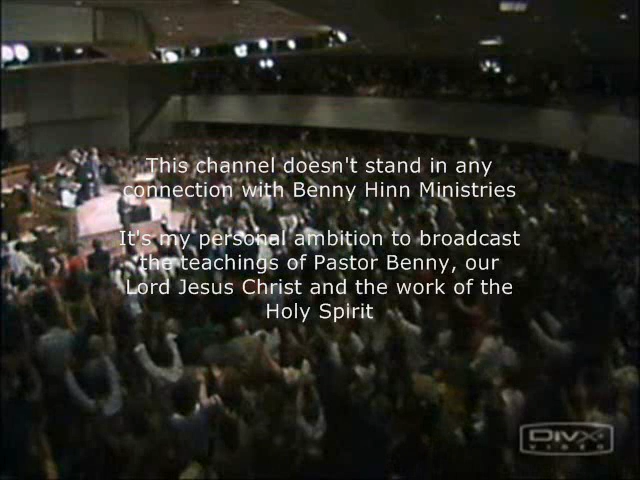 This channel doesn't stand in any
connection with Benny Hinn Ministries
It's my personal ambition to broadcast
the teachings of Pastor Benny, our
Lord Jesus Christ and the work of the
Holy Spirit
DivX
VIDEO